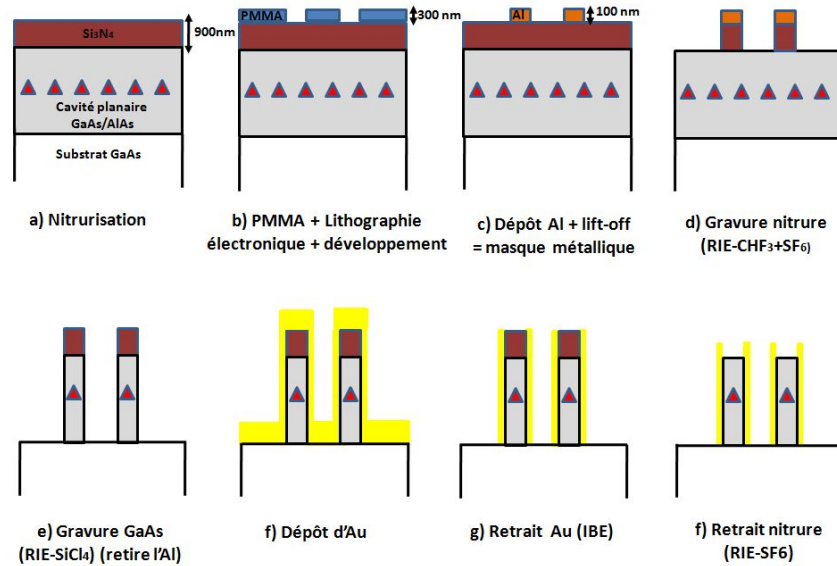 Si₃N₄
900nm
Cavité planaire
GaAs/AlAs
Substrat GaAs
a) Nitrurisation
PMMA
300 nm
b) PMMA + Lithographie
électronique + développement
Al
100 nm
c) Dépôt Al + lift-off
= masque métallique
d) Gravure nitrure
(RIE-CHF₃+SF₆)
e) Gravure GaAs
(RIE-SiCl₄) (retire l'Al)
f) Dépôt d'Au
g) Retrait Au (IBE)
f) Retrait nitrure
(RIE-SF6)